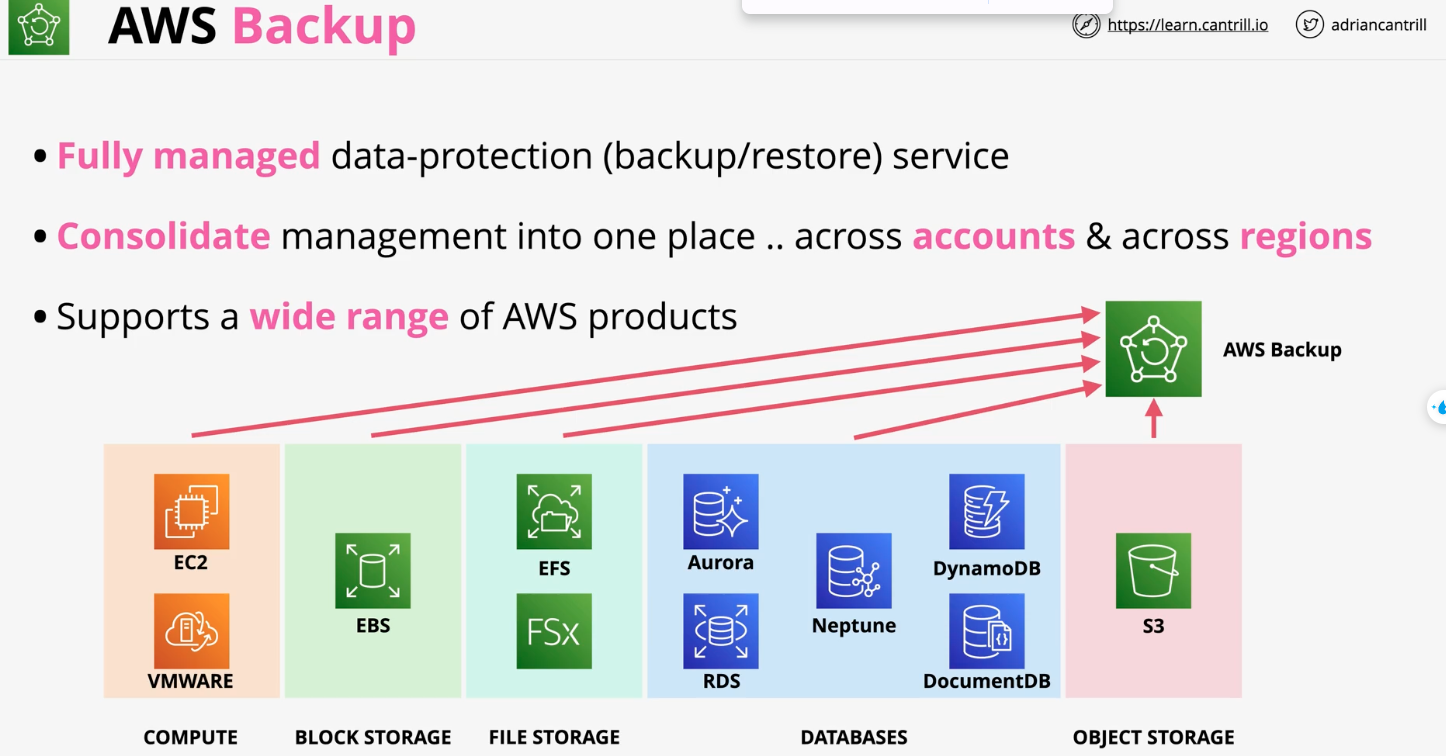 AWS Backup
https://learn.cantrill.io
adriancantrill
• Fully managed data-protection (backup/restore) service
• Consolidate management into one place .. across accounts & across regions
• Supports a wide range of AWS products
AWS Backup
EC2
VMWARE
EBS
EFS
FSx
Aurora
RDS
Neptune
DynamoDB
DocumentDB
S3
COMPUTE
BLOCK STORAGE
FILE STORAGE
DATABASES
OBJECT STORAGE